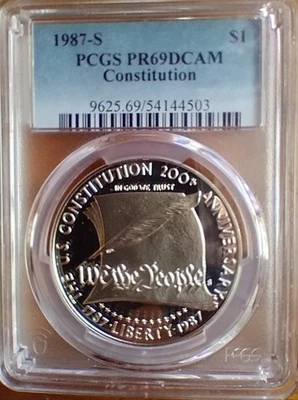 1987-S $1
PCGS PR69DCAM
Constitution
9625.69/54144503
THE U.S. CONSTITUTION 200th ANNIVERSARY
IN GOD WE TRUST
We the People
1787 · LIBERTY · 1987
PCGS